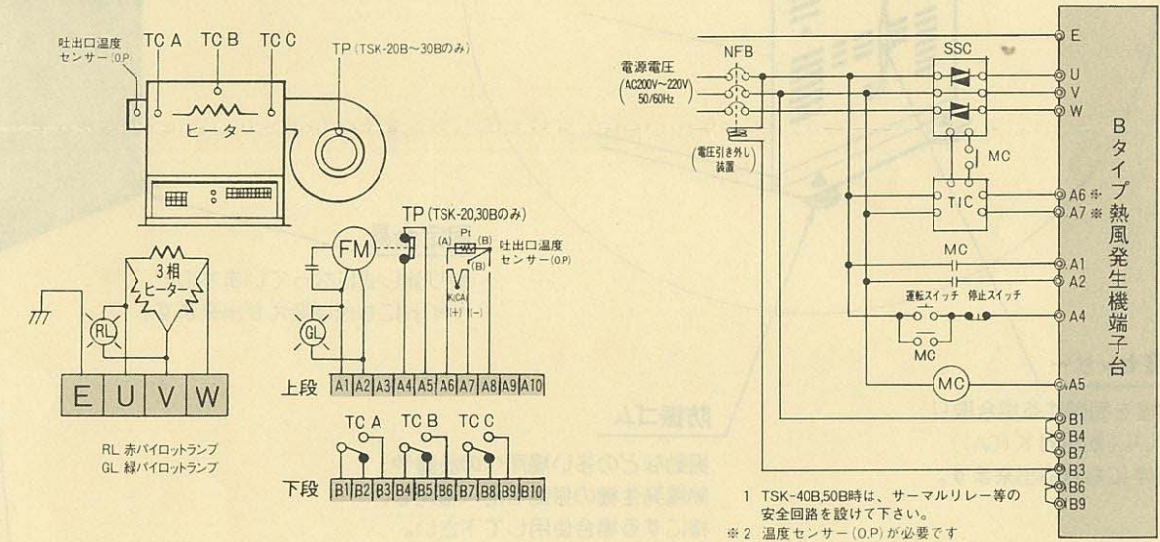 吐出口温度
センサー(O.P)
TC A TC B TC C
TP (TSK-20B~30Bのみ)
ヒーター
3相
ヒーター
RL
E U V W
RL 赤パイロットランプ
GL 緑パイロットランプ
TP (TSK-20,30Bのみ)
FM
GL
(A) Pt (B)
(B)
K(CA)
(+) (-)
吐出口温度
センサー(O.P)
上段 A1 A2 A3 A4 A5 A6 A7 A8 A9 A10
TC A TC B TC C
下段 B1 B2 B3 B4 B5 B6 B7 B8 B9 B10
NFB
電源電圧
(AC200V~220V
50/60Hz)
(電圧引き外し
装置)
SSC
MC
TIC
MC
運転スイッチ 停止スイッチ
MC
MC
E
U
V
W
A6※
A7※
A1
A2
A4
A5
B1
B4
B7
B3
B6
B9
Bタイプ熱風発生機端子台
1 TSK-40B,50B時は、サーマルリレー等の
安全回路を設けて下さい。
※2 温度センサー(O.P)が必要です